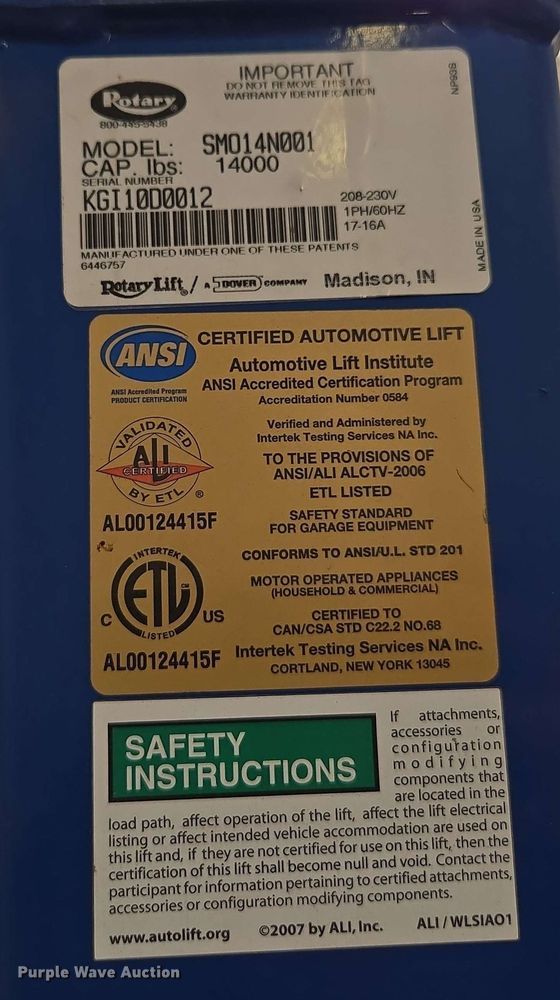 Rotary
800-445-5438
IMPORTANT
DO NOT REMOVE THIS TAG
WARRANTY IDENTIFICATION
NP93S
MODEL: SMO14N001
CAP. lbs: 14000
SERIAL NUMBER
KGI10D0012
208-230V
1PH/60HZ
17-16A
MADE IN USA
MANUFACTURED UNDER ONE OF THESE PATENTS
6446757
Rotary Lift / A DOVER COMPANY Madison, IN
ANSI
ANSI Accredited Program
PRODUCT CERTIFICATION
CERTIFIED AUTOMOTIVE LIFT
Automotive Lift Institute
ANSI Accredited Certification Program
Accreditation Number 0584
VALIDATED
ALI
CERTIFIED
BY ETL ®
AL00124415F
Verified and Administered by
Intertek Testing Services NA Inc.
TO THE PROVISIONS OF
ANSI/ALI ALCTV-2006
ETL LISTED
SAFETY STANDARD
FOR GARAGE EQUIPMENT
CONFORMS TO ANSI/U.L. STD 201
INTERTEK
ETL CM
C US
LISTED
AL00124415F
MOTOR OPERATED APPLIANCES
(HOUSEHOLD & COMMERCIAL)
CERTIFIED TO
CAN/CSA STD C22.2 NO.68
Intertek Testing Services NA Inc.
CORTLAND, NEW YORK 13045
SAFETY
INSTRUCTIONS
If attachments,
accessories or
configuration
modifying
components that
are located in the
load path, affect operation of the lift, affect the lift electrical
listing or affect intended vehicle accommodation are used on
this lift and, if they are not certified for use on this lift, then the
certification of this lift shall become null and void. Contact the
participant for information pertaining to certified attachments,
accessories or configuration modifying components.
www.autolift.org ©2007 by ALI, Inc. ALI / WLSIAO1
Purple Wave Auction